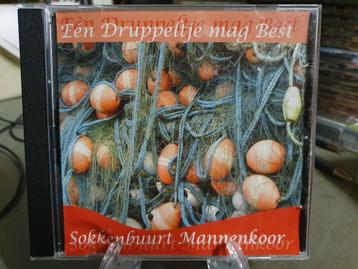 Eén Druppeltje mag Best
Sokkenbuurt Mannenkoor